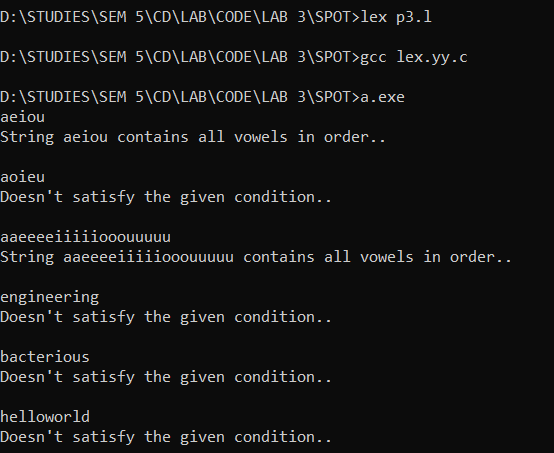 D:\STUDIES\SEM 5\CD\LAB\CODE\LAB 3\SPOT>lex p3.l
D:\STUDIES\SEM 5\CD\LAB\CODE\LAB 3\SPOT>gcc lex.yy.c
D:\STUDIES\SEM 5\CD\LAB\CODE\LAB 3\SPOT>a.exe
aeiou
String aeiou contains all vowels in order..
aoieu
Doesn't satisfy the given condition..
aaeeeeiiiiiooouuuuu
String aaeeeeiiiiiooouuuuu contains all vowels in order..
engineering
Doesn't satisfy the given condition..
bacterious
Doesn't satisfy the given condition..
helloworld
Doesn't satisfy the given condition..